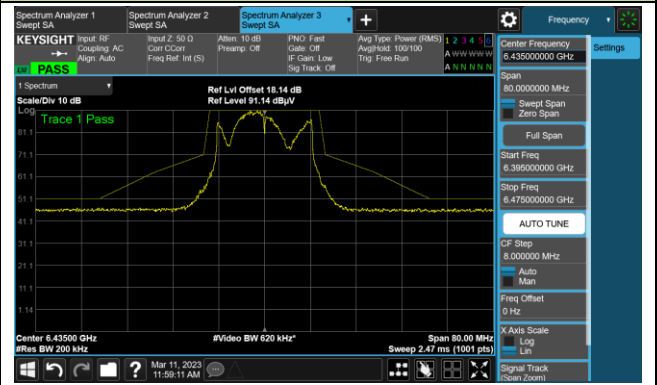 Spectrum Analyzer 1
Swept SA
Spectrum Analyzer 2
Swept SA
Spectrum Analyzer 3
Swept SA
Frequency
KEYSIGHT
Input: RF
Coupling: AC
Align: Auto
Input Z: 50 Ω
Corr CCorr
Freq Ref: Int (S)
Atten: 10 dB
Preamp: Off
PNO: Fast
Gate: Off
IF Gain: Low
Sig Track: Off
Avg Type: Power (RMS)
Avg|Hold: 100/100
Trig: Free Run
1 2 3 4 5 6
A W W W W W
A N N N N N
LNI PASS
1 Spectrum
Scale/Div 10 dB
Ref Lvl Offset 18.14 dB
Ref Level 91.14 dBµV
Log
Trace 1 Pass
81.1
71.1
61.1
51.1
41.1
31.1
21.1
11.1
1.14
Center 6.43500 GHz
#Res BW 200 kHz
#Video BW 620 kHz*
Span 80.00 MHz
Sweep 2.47 ms (1001 pts)
Center Frequency
6.435000000 GHz
Settings
Span
80.0000000 MHz
Swept Span
Zero Span
Full Span
Start Freq
6.395000000 GHz
Stop Freq
6.475000000 GHz
AUTO TUNE
CF Step
8.000000 MHz
Auto
Man
Freq Offset
0 Hz
X Axis Scale
Log
Lin
Signal Track
(Span Zoom)
Mar 11, 2023
11:59:11 AM